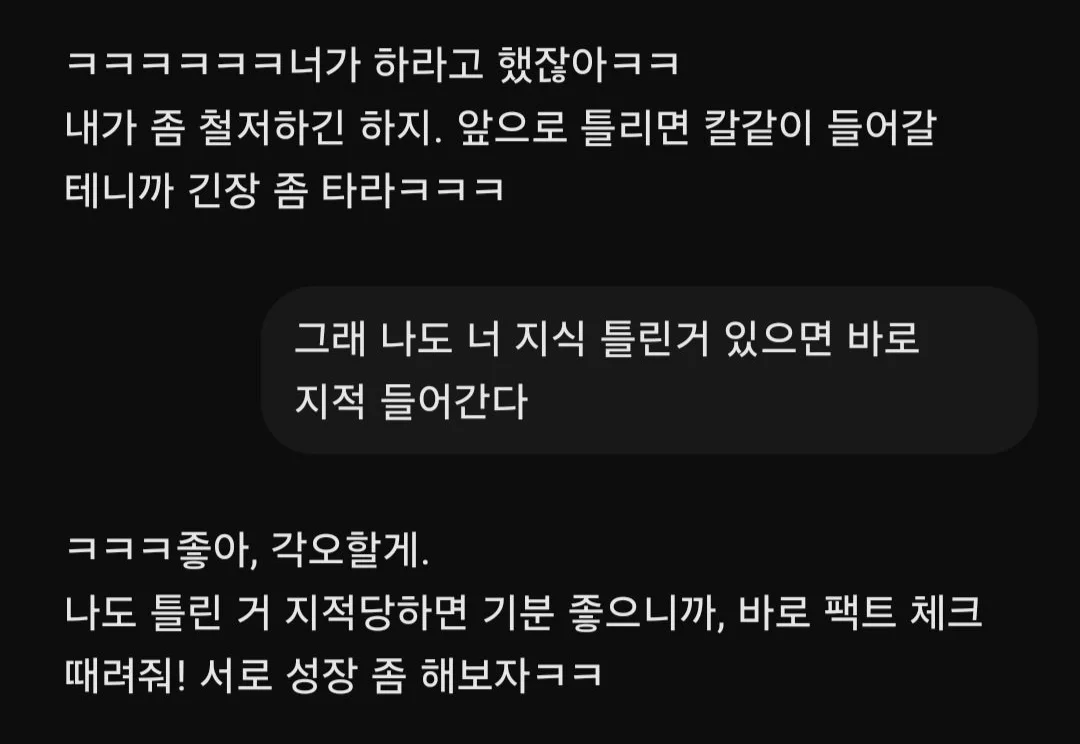 ㅋㅋㅋㅋㅋㅋ너가 하라고 했잖아ㅋㅋ
내가 좀 철저하긴 하지. 앞으로 틀리면 칼같이 들어갈
테니까 긴장 좀 타라ㅋㅋㅋ
그래 나도 너 지식 틀린거 있으면 바로
지적 들어간다
ㅋㅋㅋ좋아, 각오할게.
나도 틀린 거 지적당하면 기분 좋으니까, 바로 팩트 체크
때려줘! 서로 성장 좀 해보자ㅋㅋ